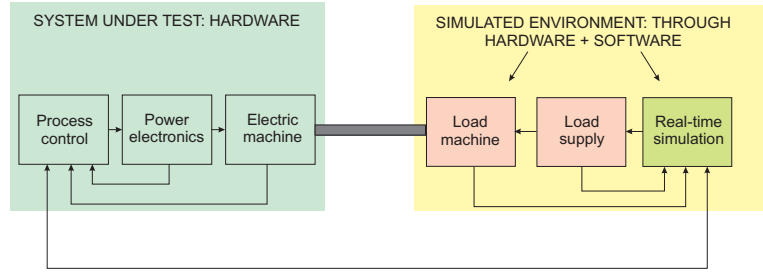 SYSTEM UNDER TEST: HARDWARE
SIMULATED ENVIRONMENT: THROUGH
HARDWARE + SOFTWARE
Process
control
Power
electronics
Electric
machine
Load
machine
Load
supply
Real-time
simulation